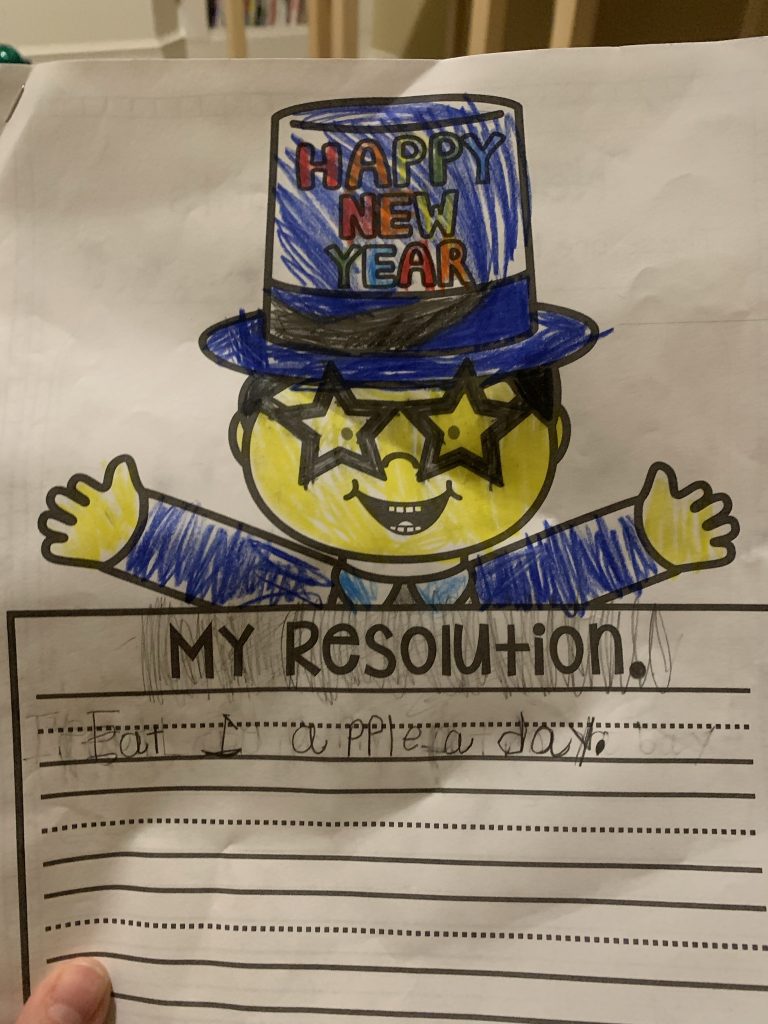 HAPPY
NEW
YEAR
My Resolution.
Eat 1 apple a day.